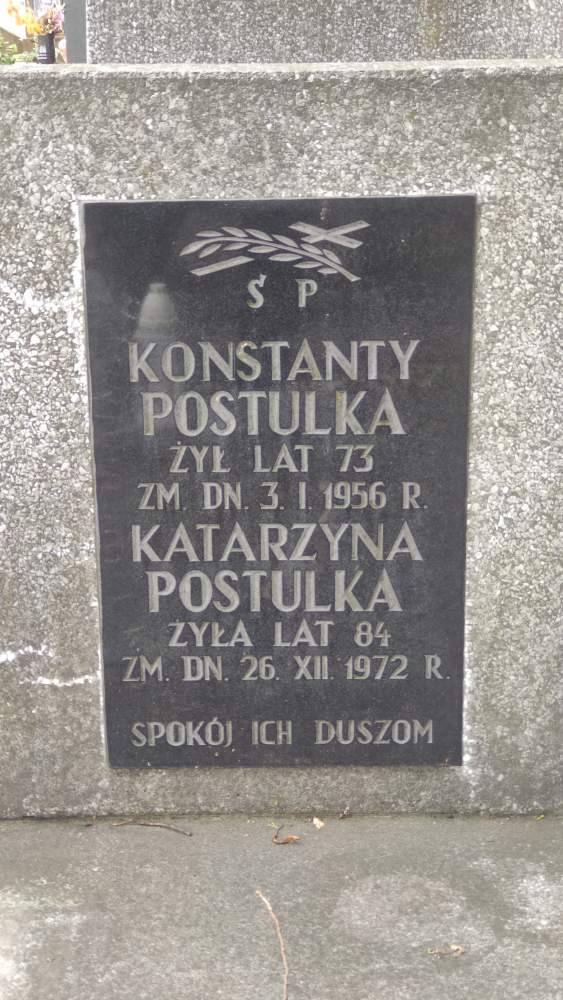 Ś P
KONSTANTY
POSTULKA
ŻYŁ LAT 73
ZM. DN. 3. I. 1956 R.
KATARZYNA
POSTULKA
ŻYŁA LAT 84
ZM. DN. 26. XII. 1972 R.
SPOKÓJ ICH DUSZOM